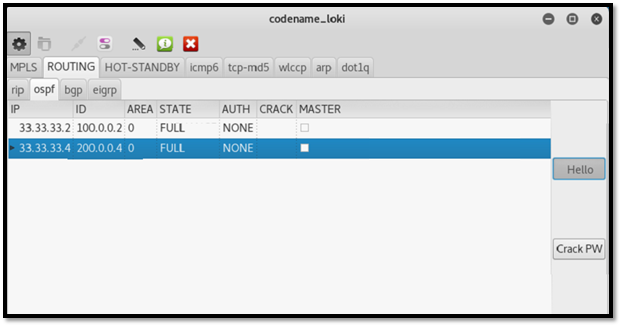 codename_loki
MPLS ROUTING HOT-STANDBY icmp6 tcp-md5 wlccp arp dot1q
rip ospf bgp eigrp
IP ID AREA STATE AUTH CRACK MASTER
33.33.33.2 100.0.0.2 0 FULL NONE
33.33.33.4 200.0.0.4 0 FULL NONE
Hello
Crack PW